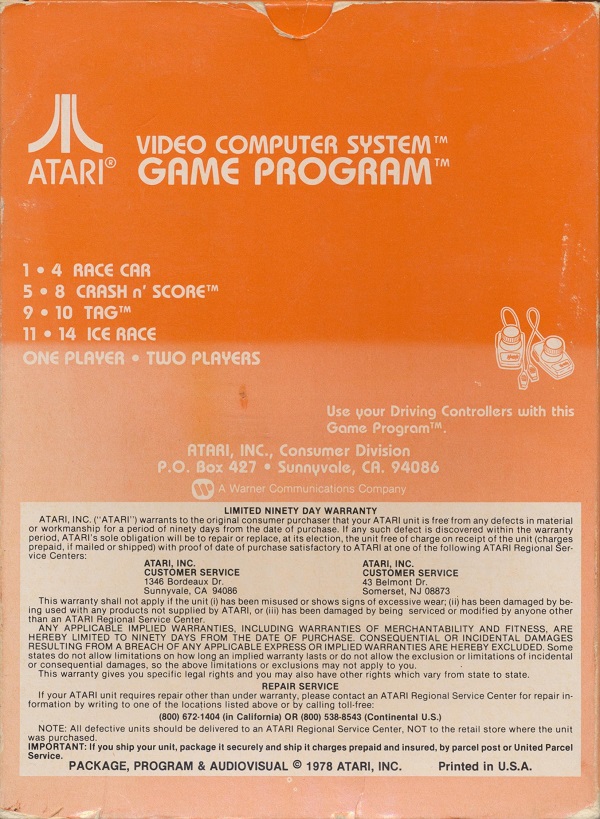 VIDEO COMPUTER SYSTEM™
ATARI® GAME PROGRAM™
1 • 4 RACE CAR
5 • 8 CRASH n' SCORE™
9 • 10 TAG™
11 • 14 ICE RACE
ONE PLAYER • TWO PLAYERS
Use your Driving Controllers with this
Game Program™.
ATARI, INC., Consumer Division
P.O. Box 427 • Sunnyvale, CA. 94086
A Warner Communications Company
LIMITED NINETY DAY WARRANTY
ATARI, INC. ("ATARI") warrants to the original consumer purchaser that your ATARI unit is free from any defects in material
or workmanship for a period of ninety days from the date of purchase. If any such defect is discovered within the warranty
period, ATARI's sole obligation will be to repair or replace, at its election, the unit free of charge on receipt of the unit (charges
prepaid, if mailed or shipped) with proof of date of purchase satisfactory to ATARI at one of the following ATARI Regional Ser-
vice Centers:
ATARI, INC.
CUSTOMER SERVICE
1346 Bordeaux Dr.
Sunnyvale, CA 94086
ATARI, INC.
CUSTOMER SERVICE
43 Belmont Dr.
Somerset, NJ 08873
This warranty shall not apply if the unit (i) has been misused or shows signs of excessive wear; (ii) has been damaged by be-
ing used with any products not supplied by ATARI, or (iii) has been damaged by being serviced or modified by anyone other
than an ATARI Regional Service Center.
ANY APPLICABLE IMPLIED WARRANTIES, INCLUDING WARRANTIES OF MERCHANTABILITY AND FITNESS, ARE
HEREBY LIMITED TO NINETY DAYS FROM THE DATE OF PURCHASE. CONSEQUENTIAL OR INCIDENTAL DAMAGES
RESULTING FROM A BREACH OF ANY APPLICABLE EXPRESS OR IMPLIED WARRANTIES ARE HEREBY EXCLUDED. Some
states do not allow limitations on how long an implied warranty lasts or do not allow the exclusion or limitations of incidental
or consequential damages, so the above limitations or exclusions may not apply to you.
This warranty gives you specific legal rights and you may also have other rights which vary from state to state.
REPAIR SERVICE
If your ATARI unit requires repair other than under warranty, please contact an ATARI Regional Service Center for repair in-
formation by writing to one of the locations listed above or by calling toll-free:
(800) 672-1404 (in California) OR (800) 538-8543 (Continental U.S.)
NOTE: All defective units should be delivered to an ATARI Regional Service Center, NOT to the retail store where the unit
was purchased.
IMPORTANT: If you ship your unit, package it securely and ship it charges prepaid and insured, by parcel post or United Parcel
Service.
PACKAGE, PROGRAM & AUDIOVISUAL © 1978 ATARI, INC. Printed in U.S.A.